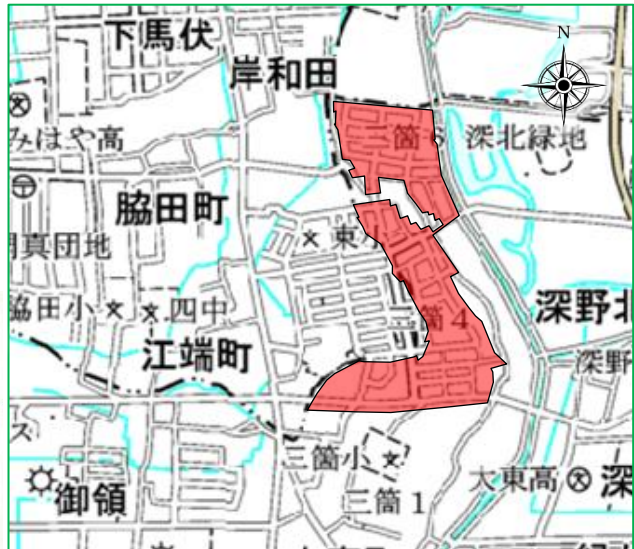 N
下馬伏
岸和田
みはや高
三箇6
深北緑地
脇田町
東小
真団地
脇田小
四中
箇4
深野北
江端町
深野
ス
三箇小
大東高
深
御領
三箇1